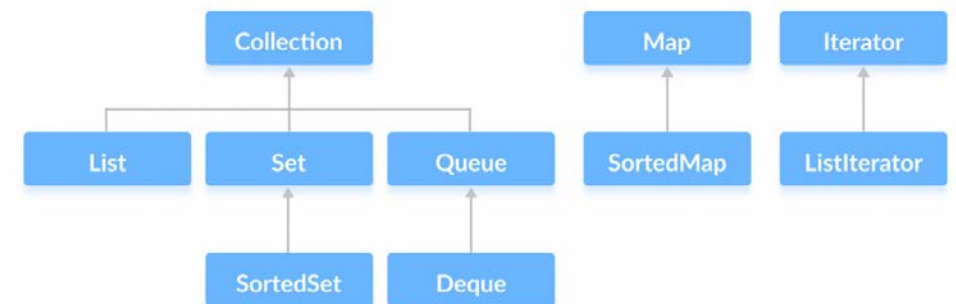 Collection
Map
Iterator
List
Set
Queue
SortedMap
ListIterator
SortedSet
Deque